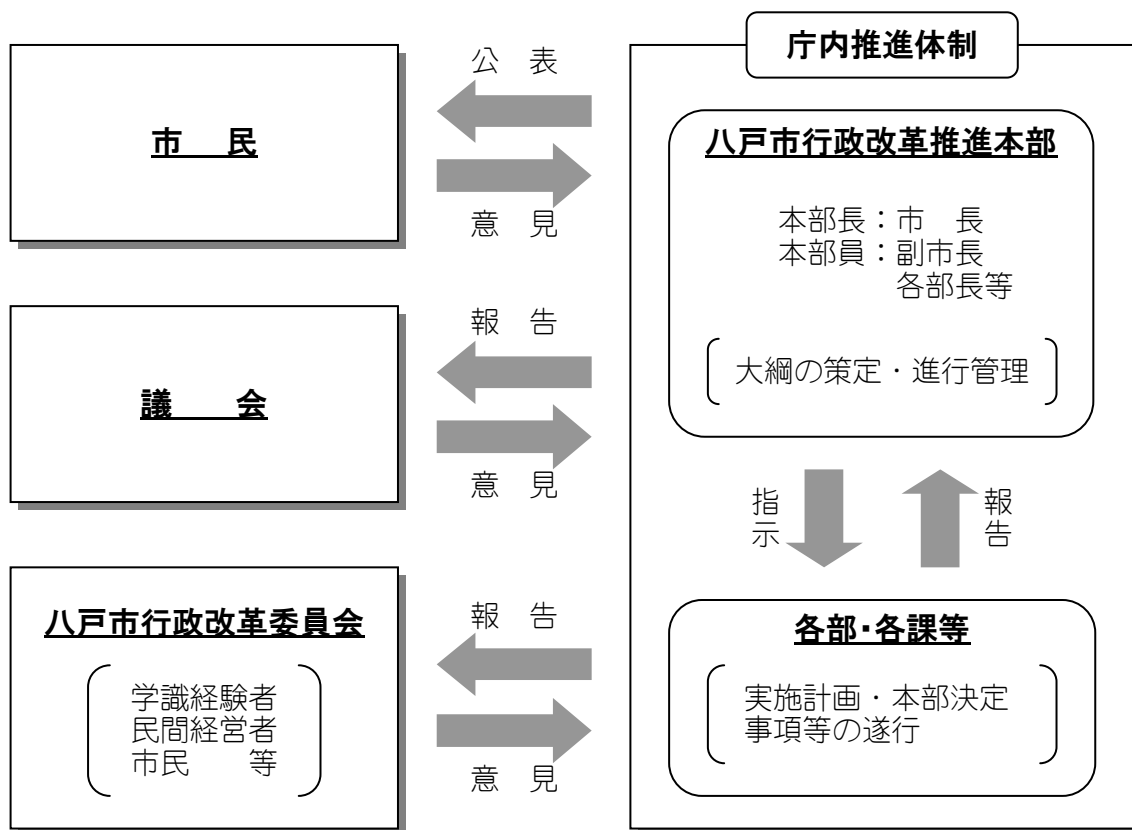 市　民
公　表
意　見
議　　会
報　告
意　見
八戸市行政改革委員会
学識経験者
民間経営者
市民　　等
報　告
意　見
庁内推進体制
八戸市行政改革推進本部
本部長：市　長
本部員：副市長
各部長等
大綱の策定・進行管理
指示
報告
各部・各課等
実施計画・本部決定
事項等の遂行